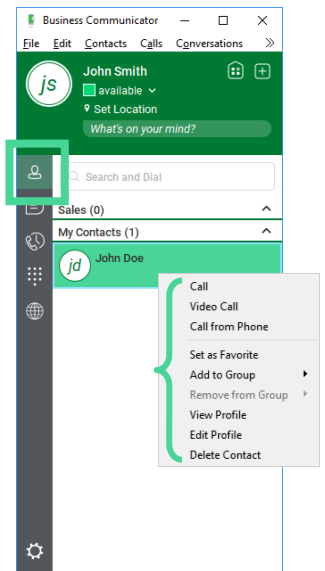 Business Communicator
File Edit Contacts Calls Conversations »
js
John Smith
available
Set Location
What's on your mind?
Search and Dial
Sales (0)
My Contacts (1)
jd
John Doe
Call
Video Call
Call from Phone
Set as Favorite
Add to Group
Remove from Group
View Profile
Edit Profile
Delete Contact